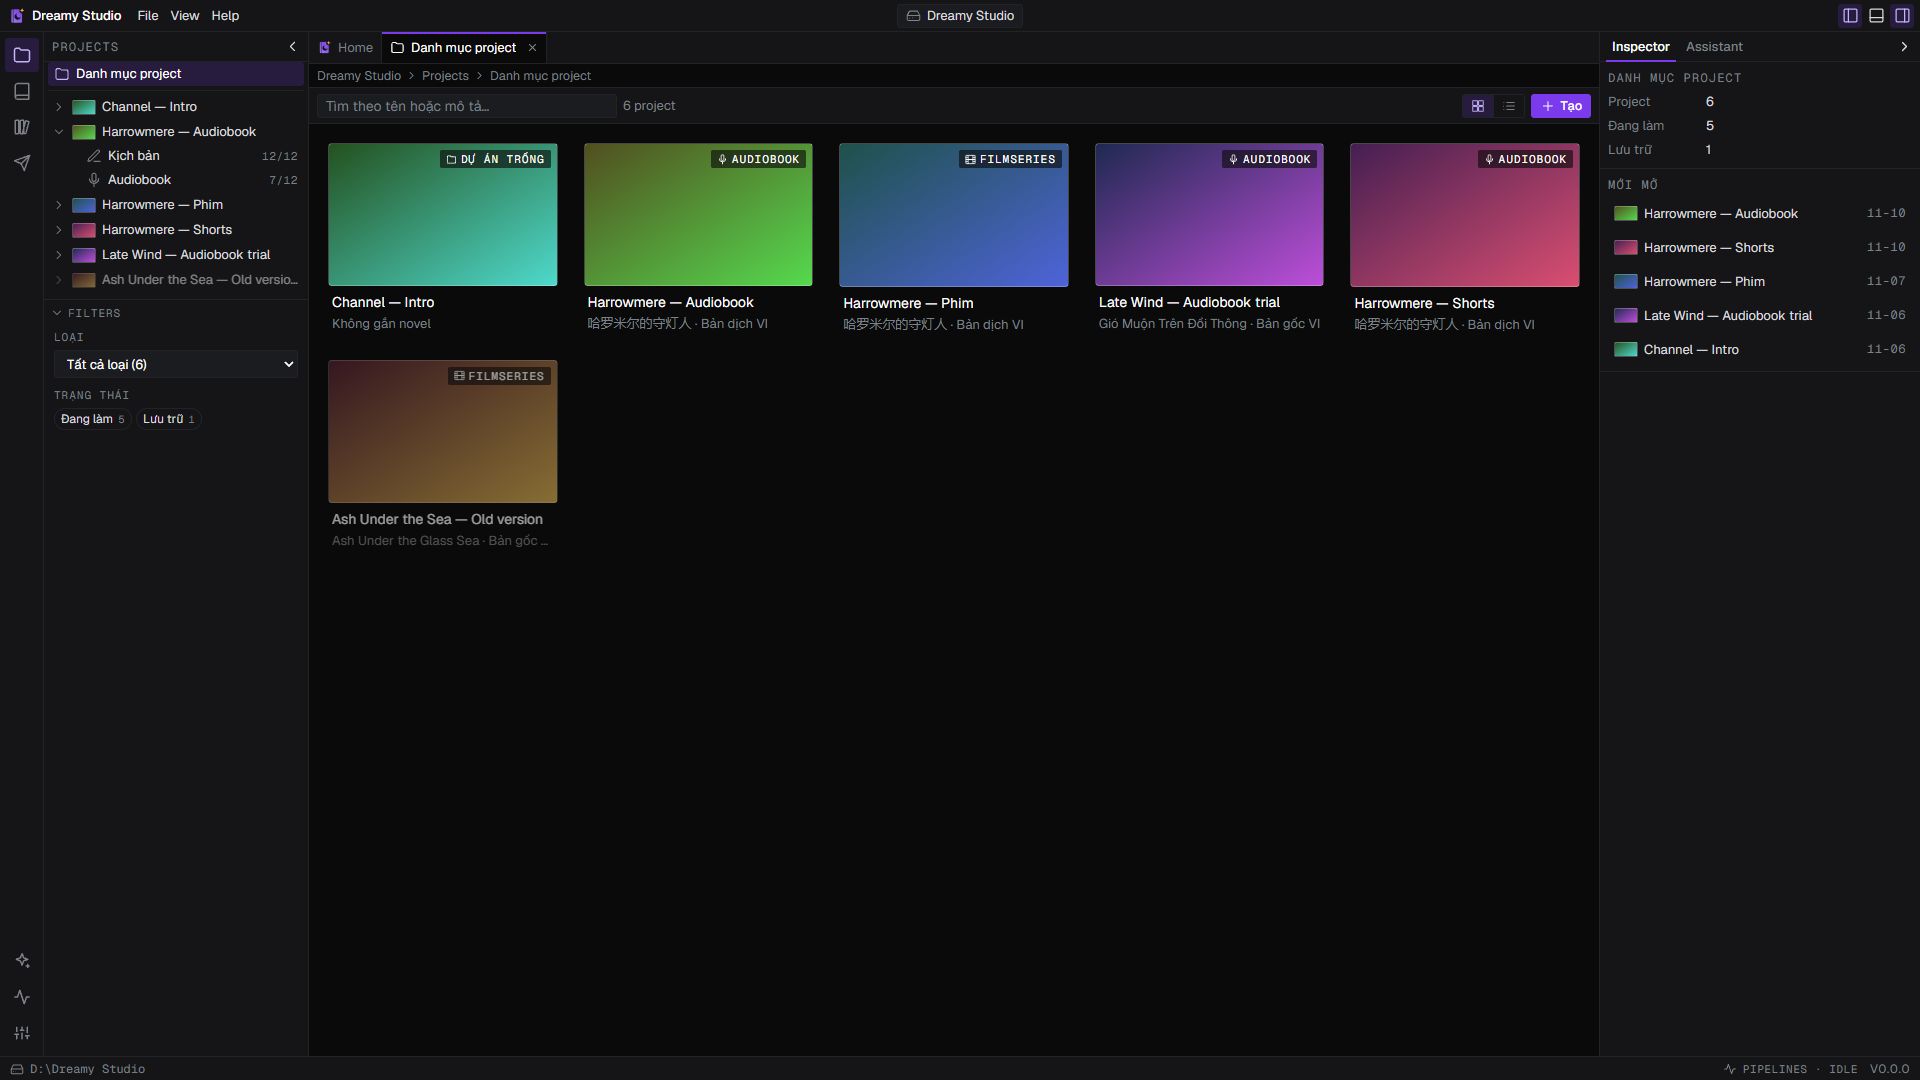 Dreamy Studio File View Help
Dreamy Studio
PROJECTS
Danh mục project
Channel — Intro
Harrowmere — Audiobook
Kịch bản 12/12
Audiobook 7/12
Harrowmere — Phim
Harrowmere — Shorts
Late Wind — Audiobook trial
Ash Under the Sea — Old versio...
FILTERS
LOẠI
Tất cả loại (6)
TRẠNG THÁI
Đang làm 5 Lưu trữ 1
Home Danh mục project
Dreamy Studio > Projects > Danh mục project
Tìm theo tên hoặc mô tả... 6 project
Tạo
DỰ ÁN TRỐNG
Channel — Intro
Không gắn novel
AUDIOBOOK
Harrowmere — Audiobook
哈罗米尔的守灯人 · Bản dịch VI
FILMSERIES
Harrowmere — Phim
哈罗米尔的守灯人 · Bản dịch VI
AUDIOBOOK
Late Wind — Audiobook trial
Gió Muộn Trên Đồi Thông · Bản gốc VI
AUDIOBOOK
Harrowmere — Shorts
哈罗米尔的守灯人 · Bản dịch VI
FILMSERIES
Ash Under the Sea — Old version
Ash Under the Glass Sea · Bản gốc ...
Inspector Assistant
DANH MỤC PROJECT
Project 6
Đang làm 5
Lưu trữ 1
MỚI MỞ
Harrowmere — Audiobook 11-10
Harrowmere — Shorts 11-10
Harrowmere — Phim 11-07
Late Wind — Audiobook trial 11-06
Channel — Intro 11-06
D:\Dreamy Studio
PIPELINES · IDLE V0.0.0